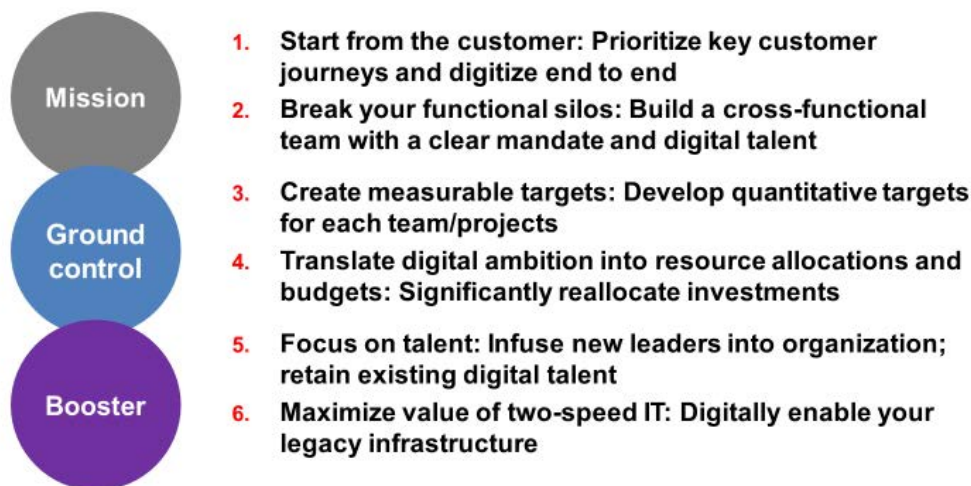 Mission
1. Start from the customer: Prioritize key customer
journeys and digitize end to end
2. Break your functional silos: Build a cross-functional
team with a clear mandate and digital talent
Ground
control
3. Create measurable targets: Develop quantitative targets
for each team/projects
4. Translate digital ambition into resource allocations and
budgets: Significantly reallocate investments
Booster
5. Focus on talent: Infuse new leaders into organization;
retain existing digital talent
6. Maximize value of two-speed IT: Digitally enable your
legacy infrastructure